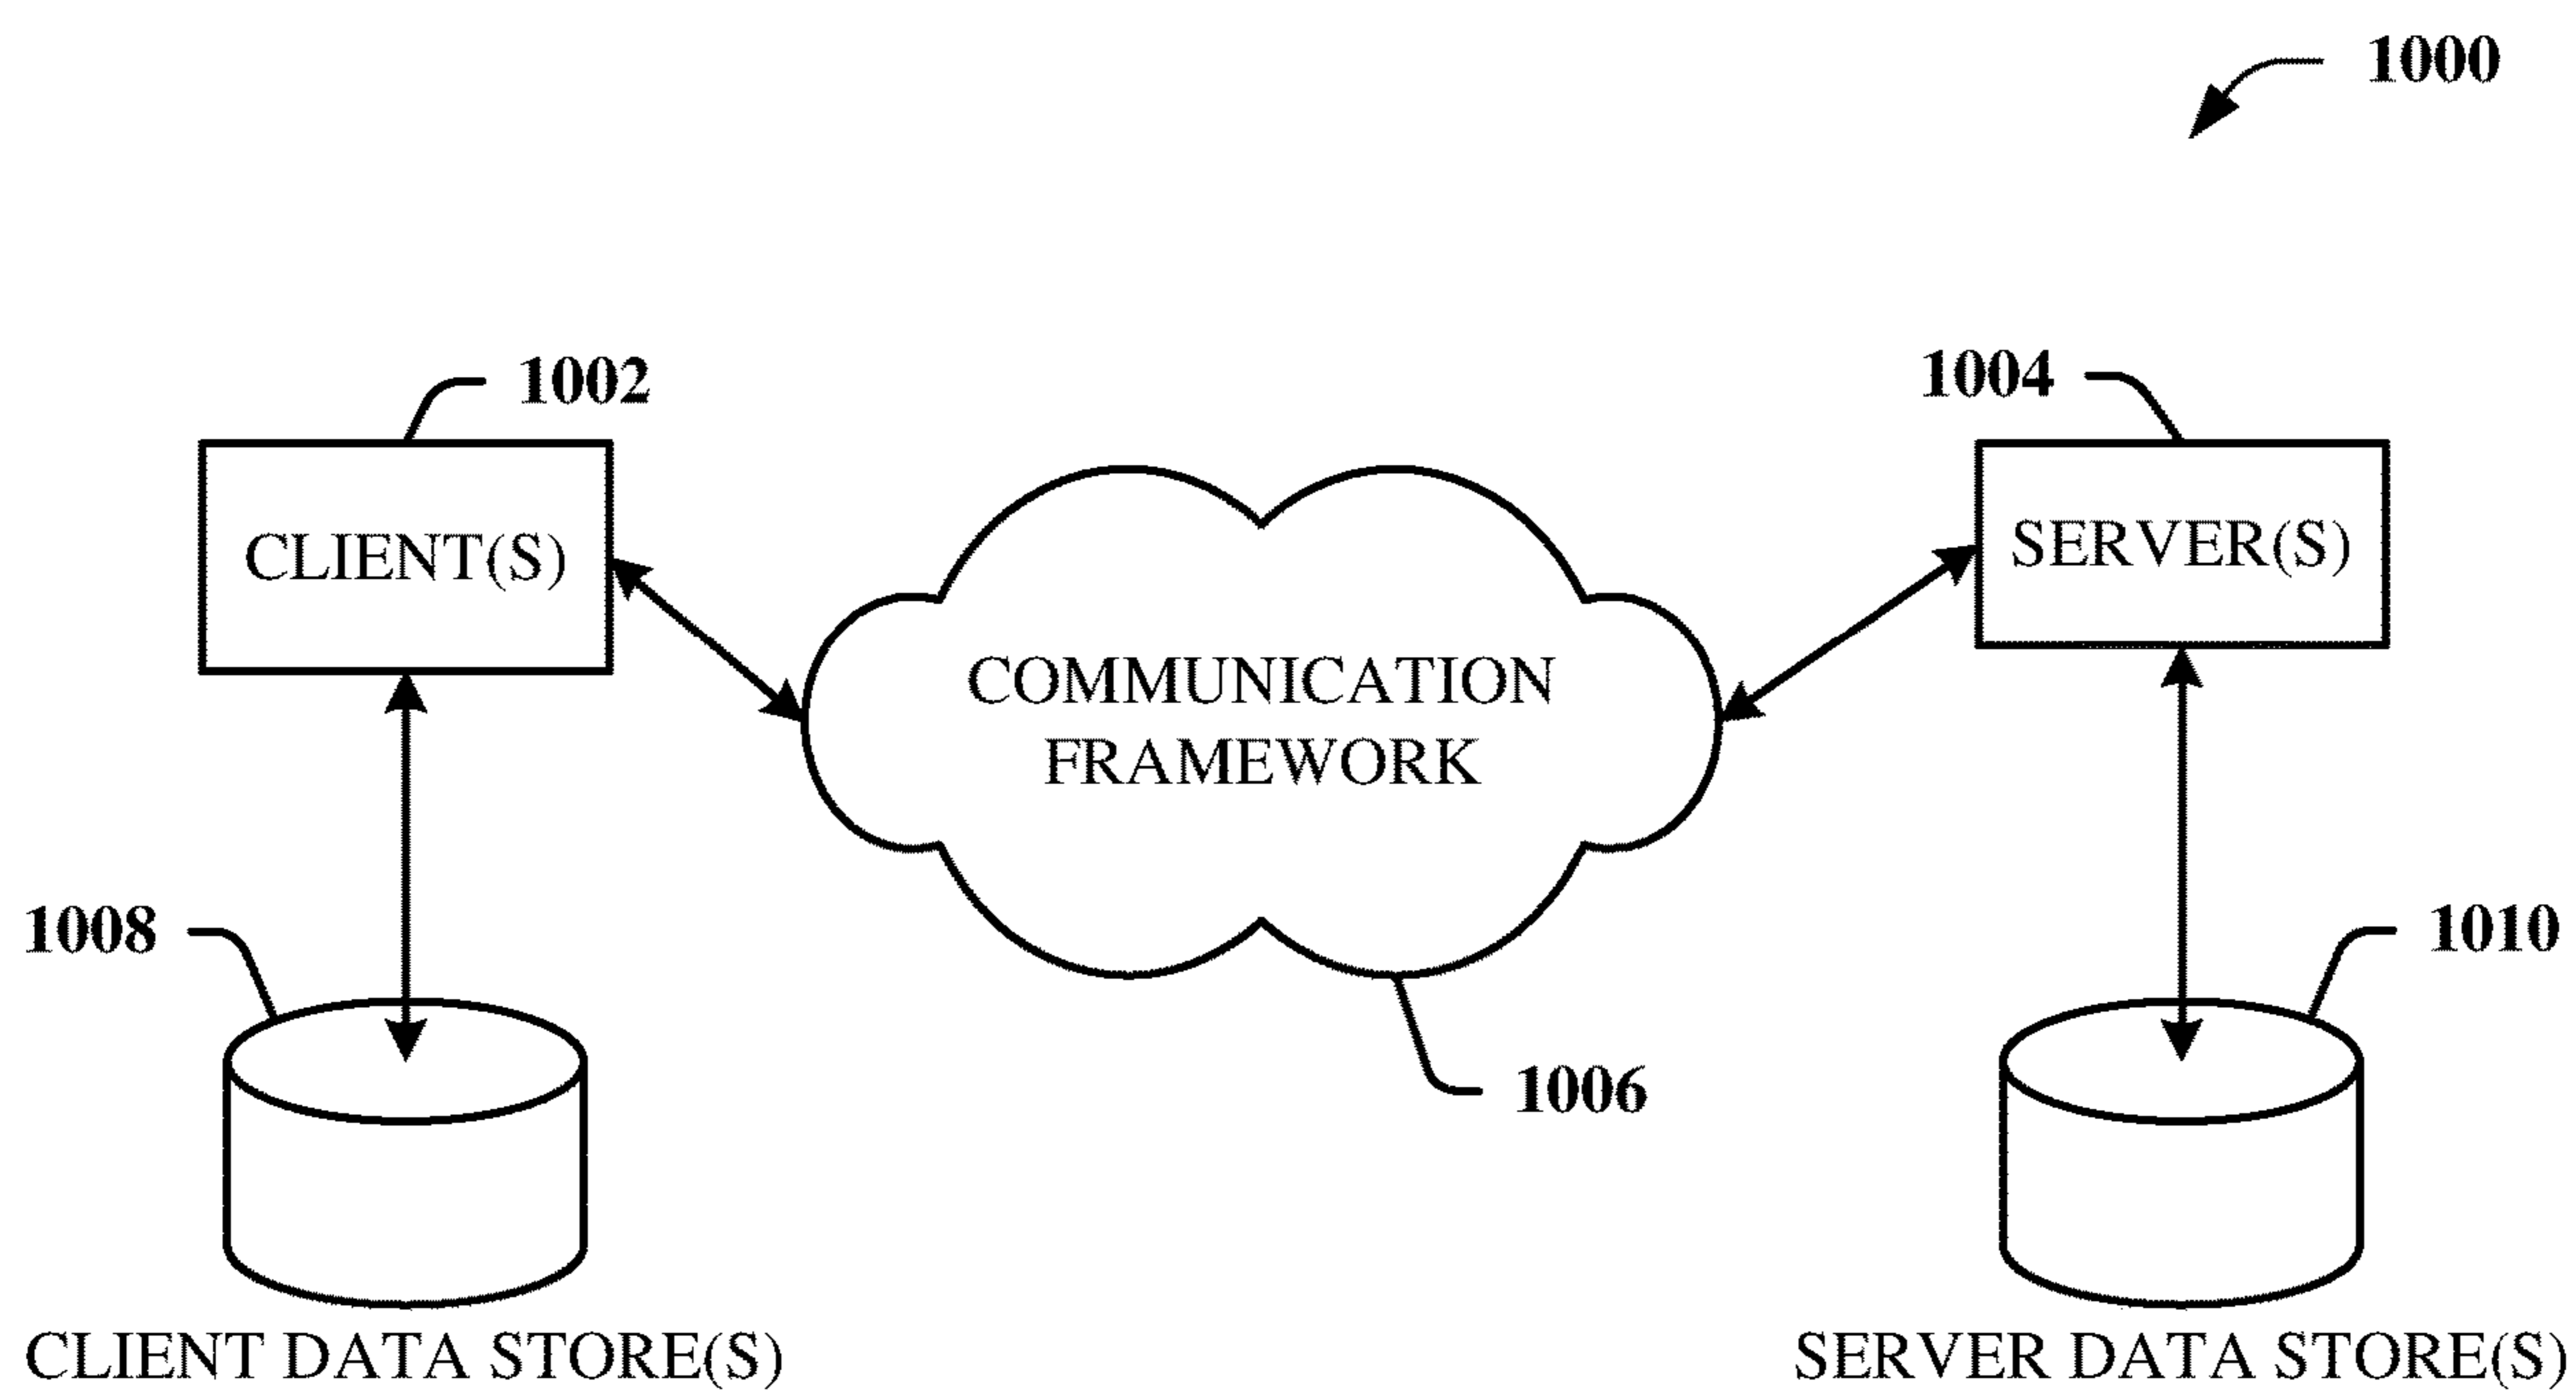 1000
1002
1004
CLIENT(S)
SERVER(S)
COMMUNICATION
FRAMEWORK
1008
1010
1006
CLIENT DATA STORE(S)
SERVER DATA STORE(S)